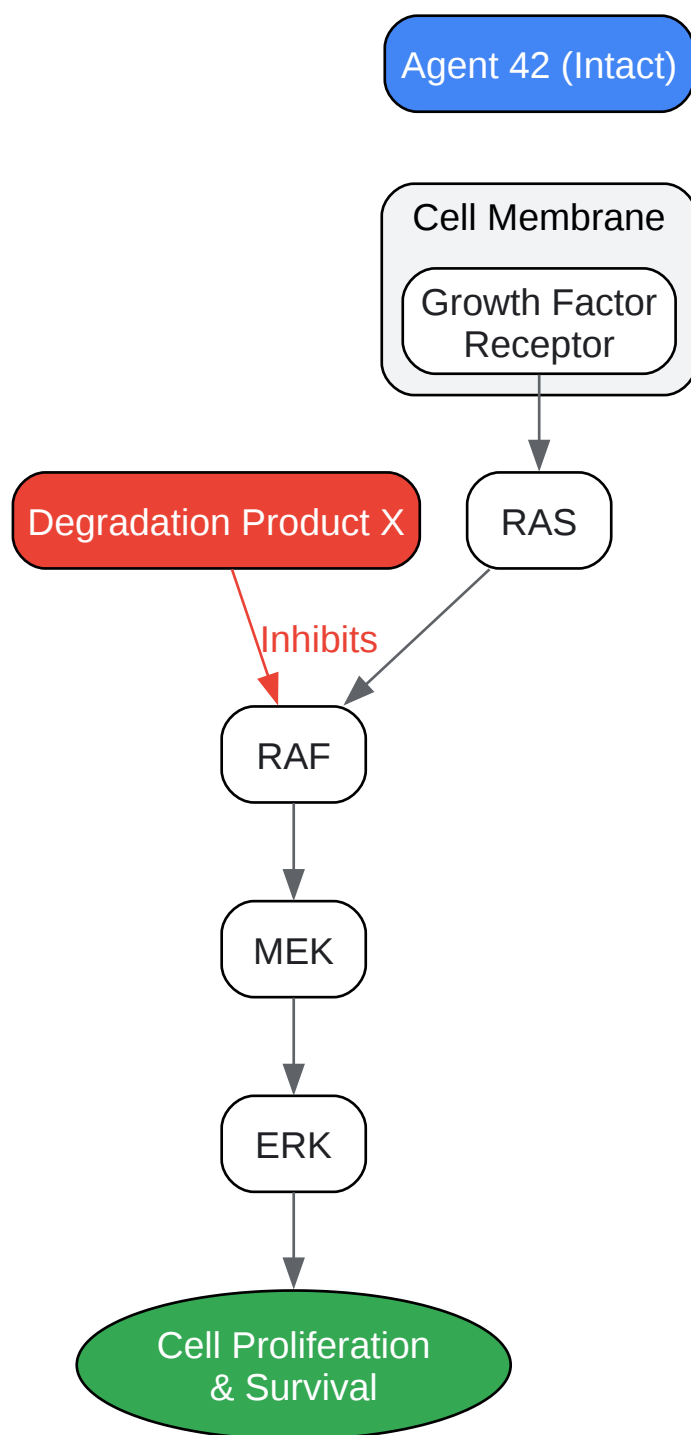 Agent 42 (Intact)
Cell Membrane
Growth Factor
Receptor
Degradation Product X
RAS
Inhibits
RAF
MEK
ERK
Cell Proliferation
& Survival